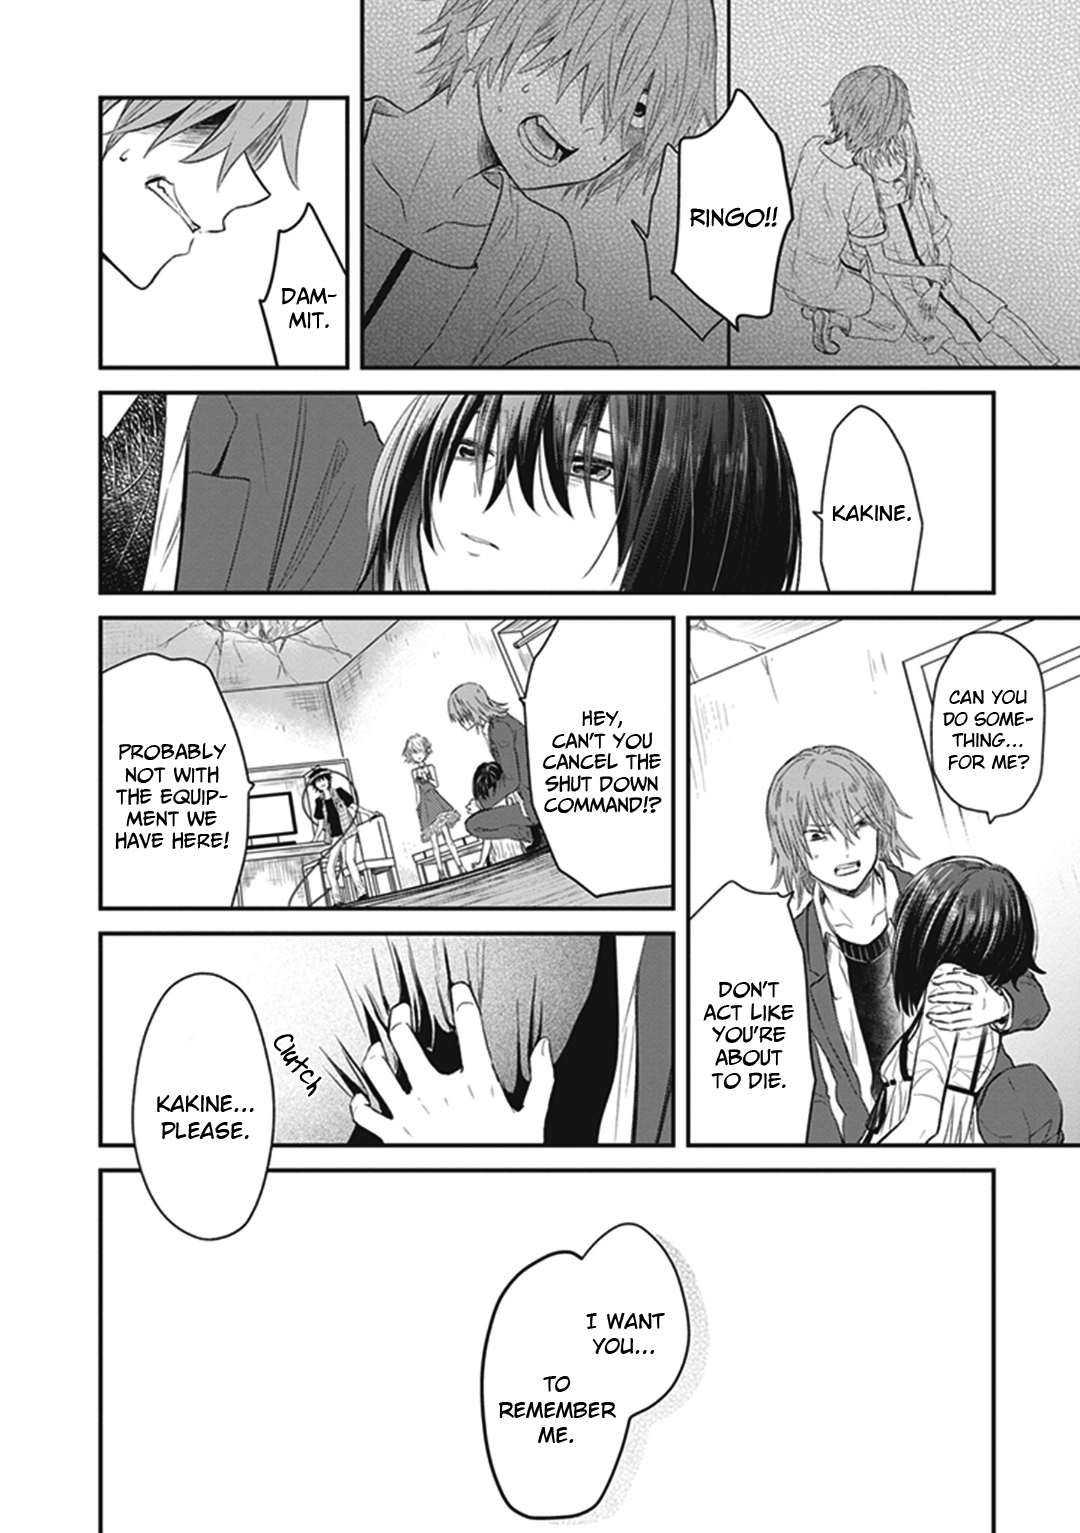 RINGO!!
DAM-
MIT.
KAKINE.
CAN YOU
DO SOME-
THING...
FOR ME?
DON'T
ACT LIKE
YOU'RE
ABOUT
TO DIE.
HEY,
CAN'T YOU
CANCEL THE
SHUT DOWN
COMMAND!?
PROBABLY
NOT WITH
THE EQUIP-
MENT WE
HAVE HERE!
Clutch
KAKINE...
PLEASE.
I WANT
YOU...
TO
REMEMBER
ME.